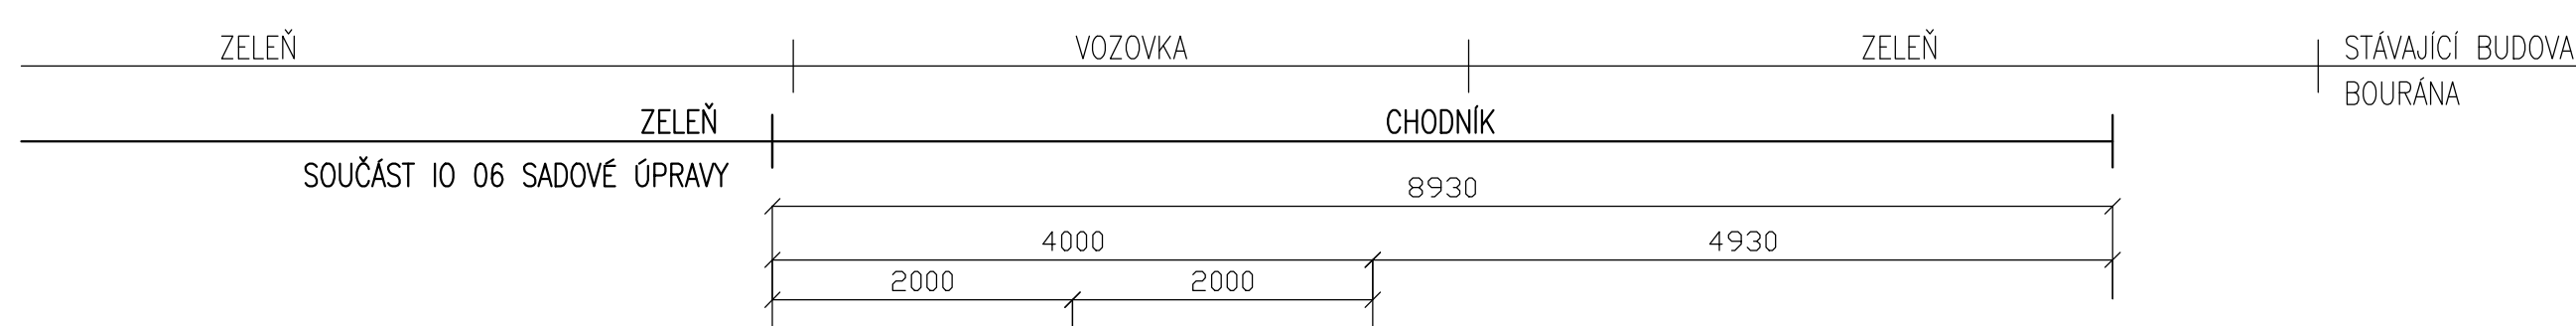 ZELEŇ VOZOVKA ZELEŇ STÁVAJÍCÍ BUDOVA
BOURÁNA
ZELEŇ CHODNÍK
SOUČÁST IO 06 SADOVÉ ÚPRAVY
8930
4000 4930
2000 2000